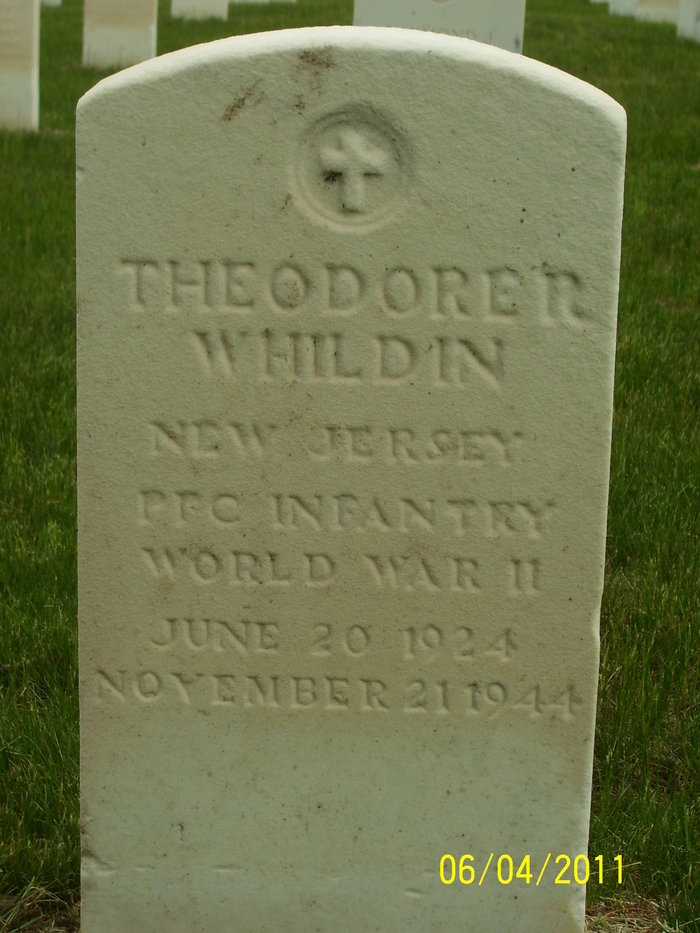 THEODORE R
WHILDIN
NEW JERSEY
PFC INFANTRY
WORLD WAR II
JUNE 20 1924
NOVEMBER 21 1944
06/04/2011